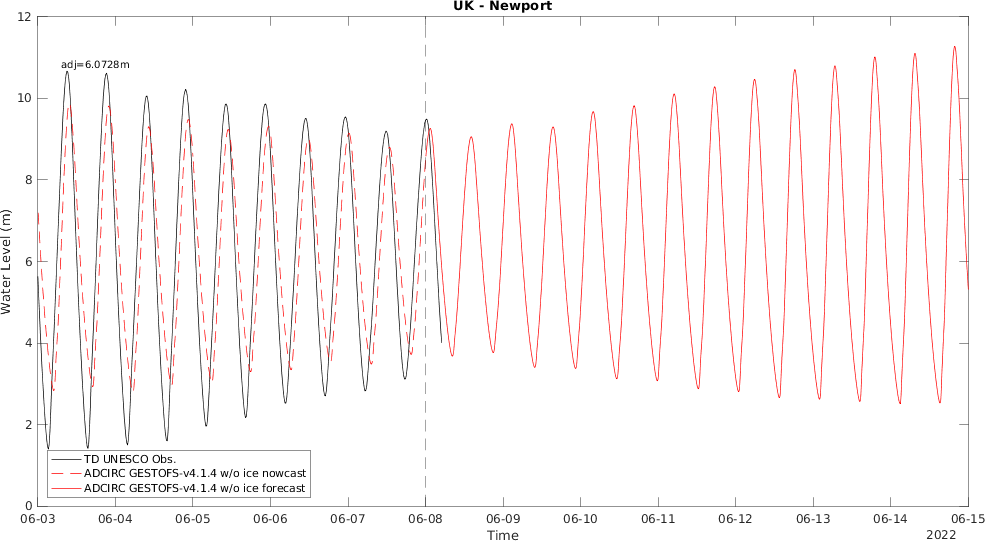 UK - Newport
12
adj=6.0728m
10
8
6
4
2
0
Water Level (m)
TD UNESCO Obs.
ADCIRC GESTOFS-v4.1.4 w/o ice nowcast
ADCIRC GESTOFS-v4.1.4 w/o ice forecast
06-03 06-04 06-05 06-06 06-07 06-08 06-09 06-10 06-11 06-12 06-13 06-14 06-15
Time
2022